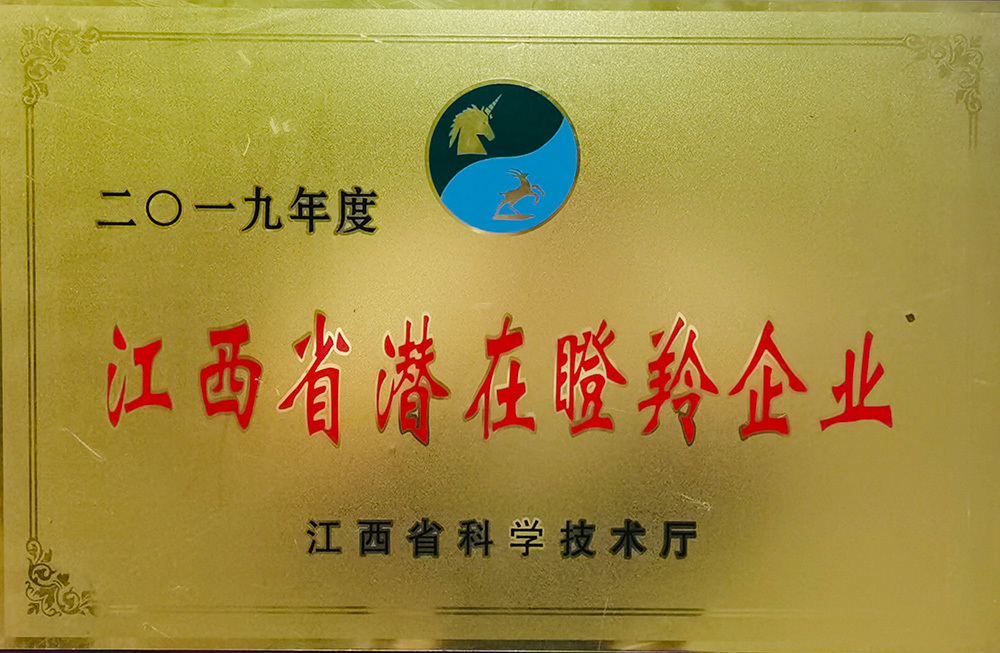 二〇一九年度
江西省潜在瞪羚企业
江西省科学技术厅